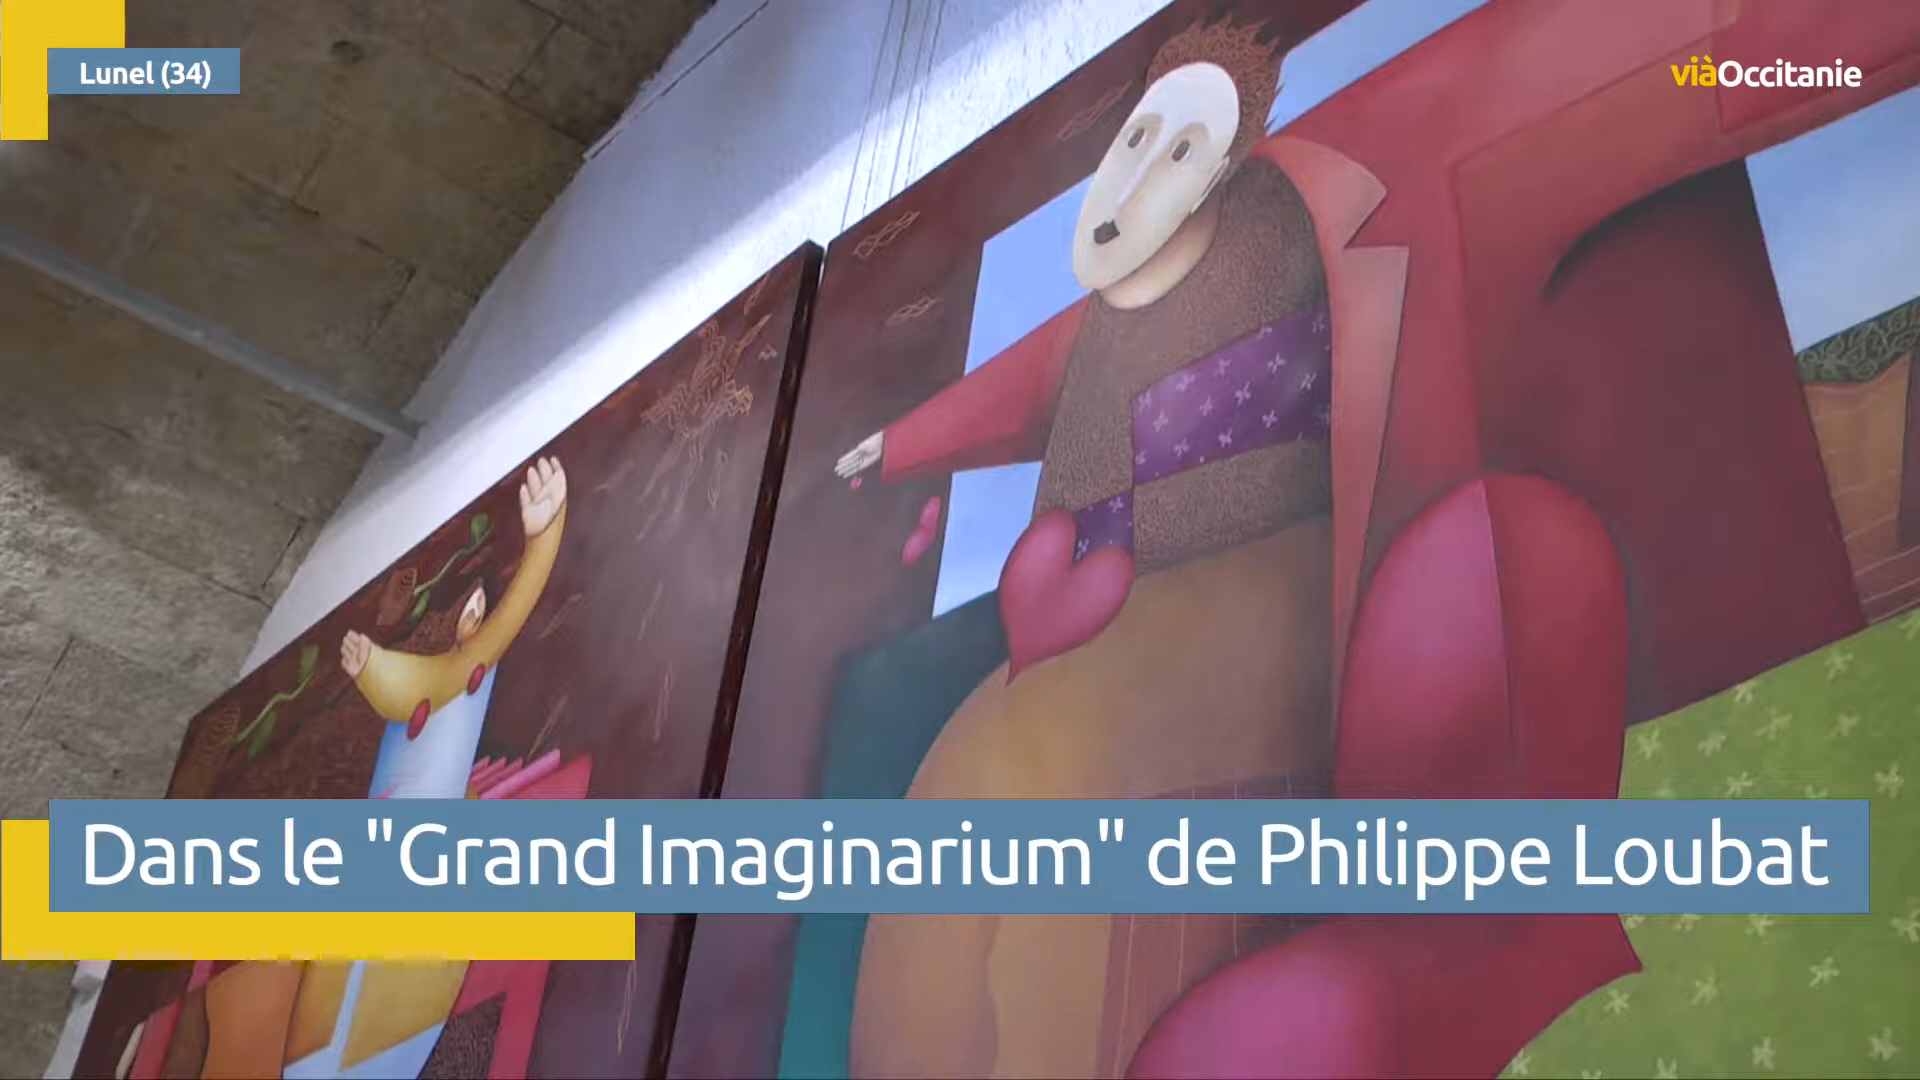 Lunel (34)
viàOccitanie
Dans le "Grand Imaginarium" de Philippe Loubat